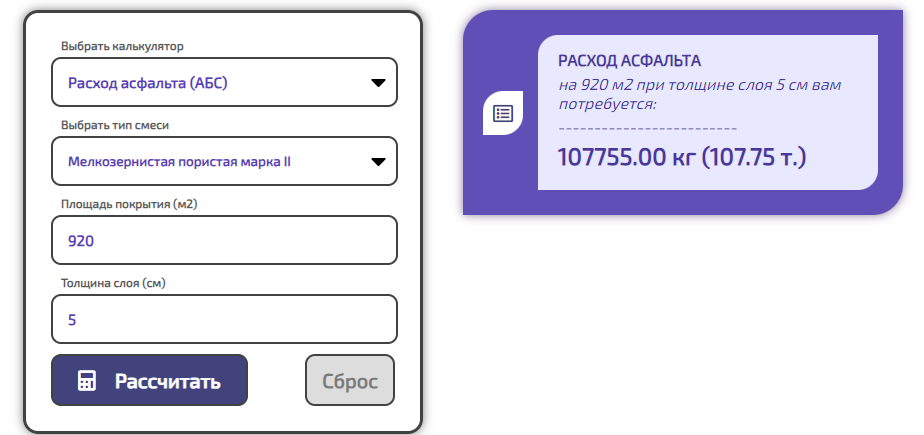 Выбрать калькулятор
Расход асфальта (АБС)
Выбрать тип смеси
Мелкозернистая пористая марка II
Площадь покрытия (м2)
920
Толщина слоя (см)
5
Рассчитать
Сброс
РАСХОД АСФАЛЬТА
на 920 м2 при толщине слоя 5 см вам
потребуется:
-------------------------
107755.00 кг (107.75 т.)